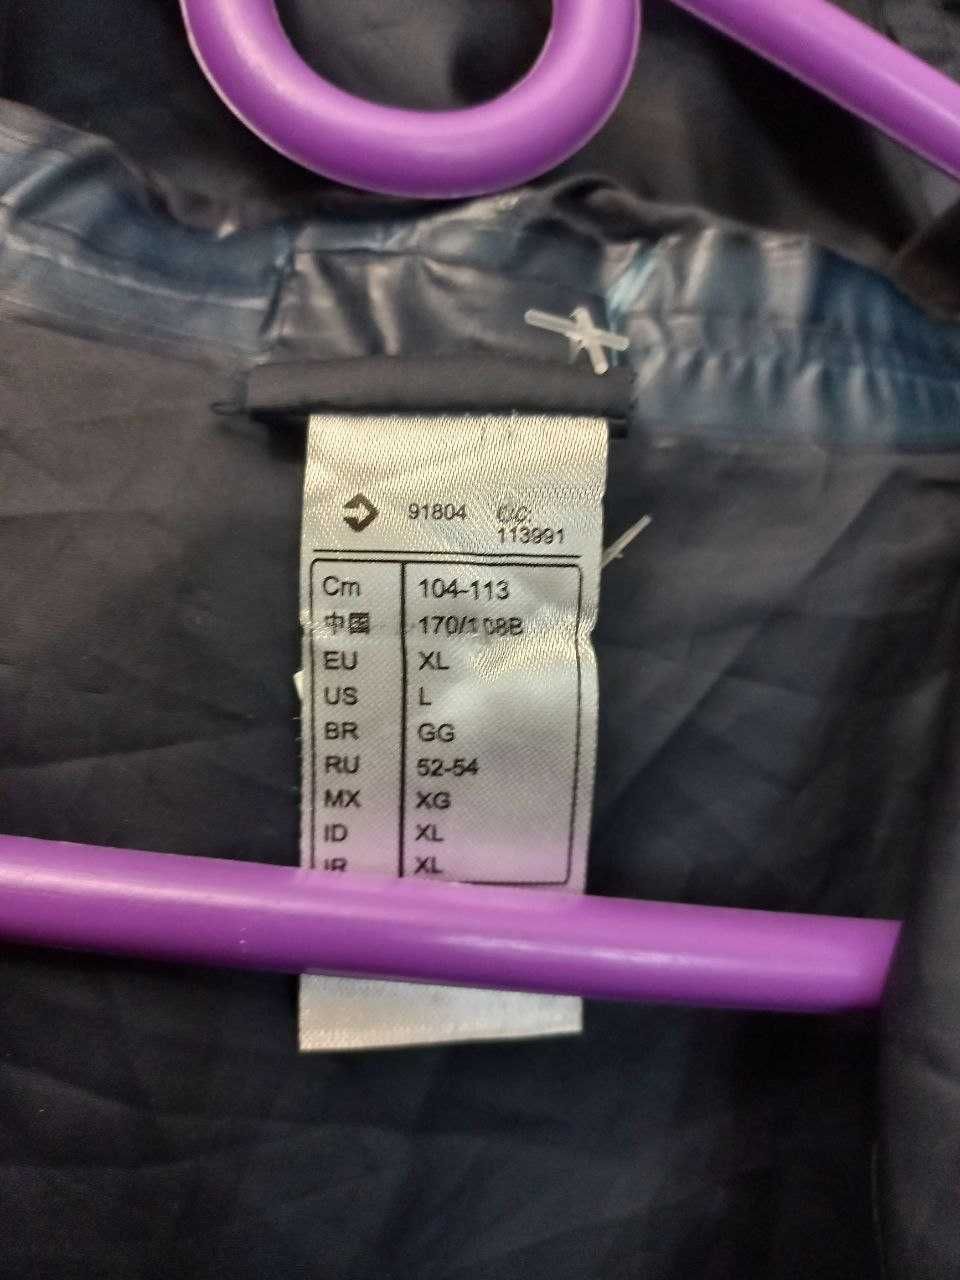 91804 C/C:
113991
Cm 104-113
中国 170/108B
EU XL
US L
BR GG
RU 52-54
MX XG
ID XL
IR XL